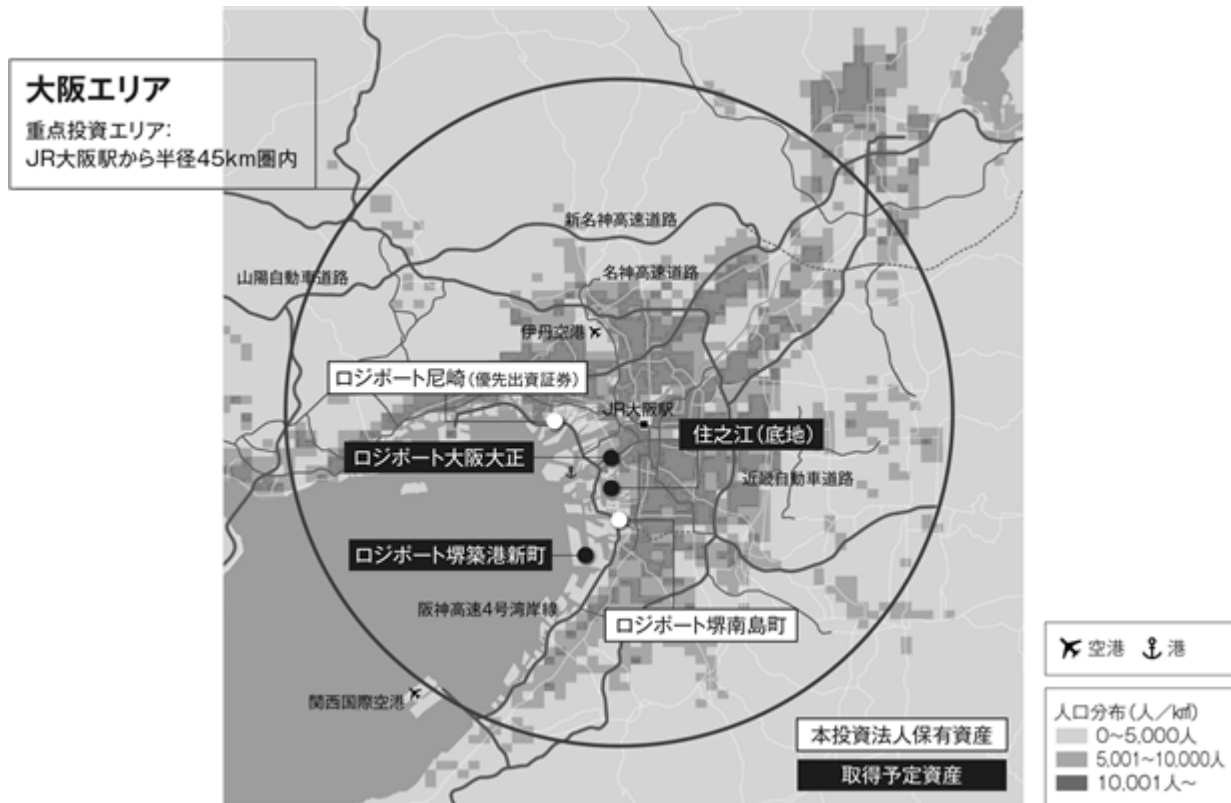 大阪エリア
重点投資エリア:
JR大阪駅から半径45km圏内
新名神高速道路
山陽自動車道路
名神高速道路
伊丹空港
ロジポート尼崎(優先出資証券)
JR大阪駅
住之江(底地)
ロジポート大阪大正
近畿自動車道路
ロジポート堺築港新町
阪神高速4号湾岸線
ロジポート堺南島町
関西国際空港
本投資法人保有資産
取得予定資産
空港 港
人口分布(人/k㎡)
0〜5,000人
5,001〜10,000人
10,001人〜